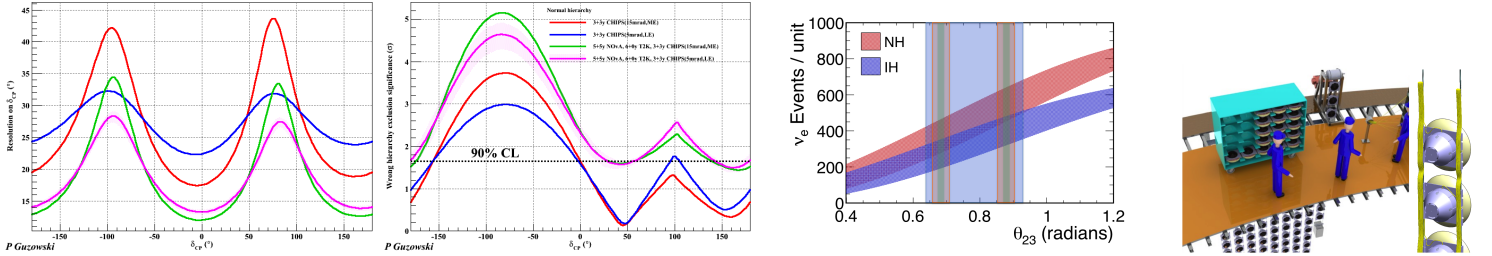 Resolution on δCP (°)
45
40
35
30
25
20
15
-150 -100 -50 0 50 100 150
δCP (°)
P Guzowski
Wrong hierarchy exclusion significance (σ)
5
4
3
2
1
0
Normal hierarchy
3+3y CHIPS(15mrad,ME)
3+3y CHIPS(5mrad,LE)
5+5y NOvA, 6+0y T2K, 3+3y CHIPS(15mrad,ME)
5+5y NOvA, 6+0y T2K, 3+3y CHIPS(5mrad,LE)
90% CL
-150 -100 -50 0 50 100 150
δCP (°)
P Guzowski
νe Events / unit
1000
800
600
400
200
0
NH
IH
0.4 0.6 0.8 1 1.2
θ23 (radians)